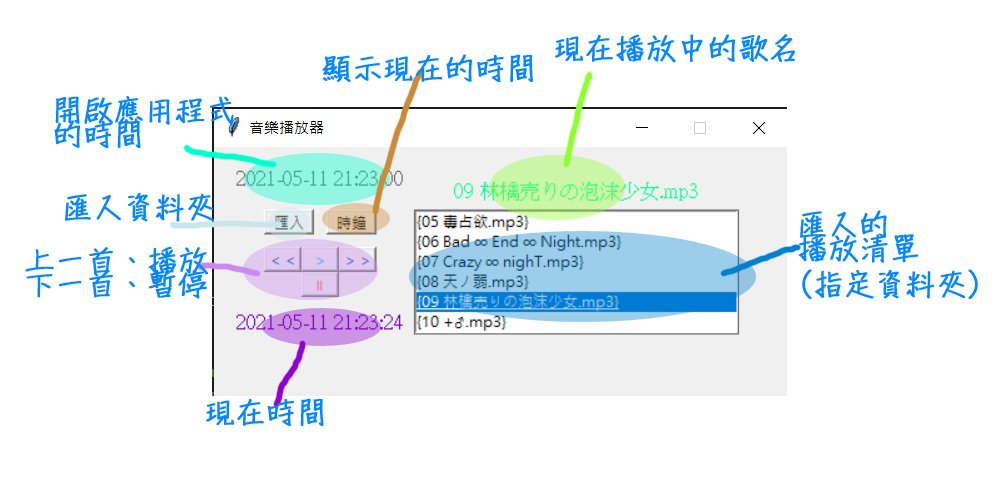 現在播放中的歌名
顯示現在的時間
開啟應用程式
的時間
音樂播放器
2021-05-11 21:23:00
09 林檎売りの泡沫少女.mp3
匯入資料夾
匯入
時鐘
{05 毒占欲.mp3}
{06 Bad ∞ End ∞ Night.mp3}
{07 Crazy ∞ nighT.mp3}
{08 天ノ弱.mp3}
{09 林檎売りの泡沫少女.mp3}
{10 +♂.mp3}
匯入的
播放清單
(指定資料夾)
上一首、播放
下一首、暫停
< <
>
> >
||
2021-05-11 21:23:24
現在時間